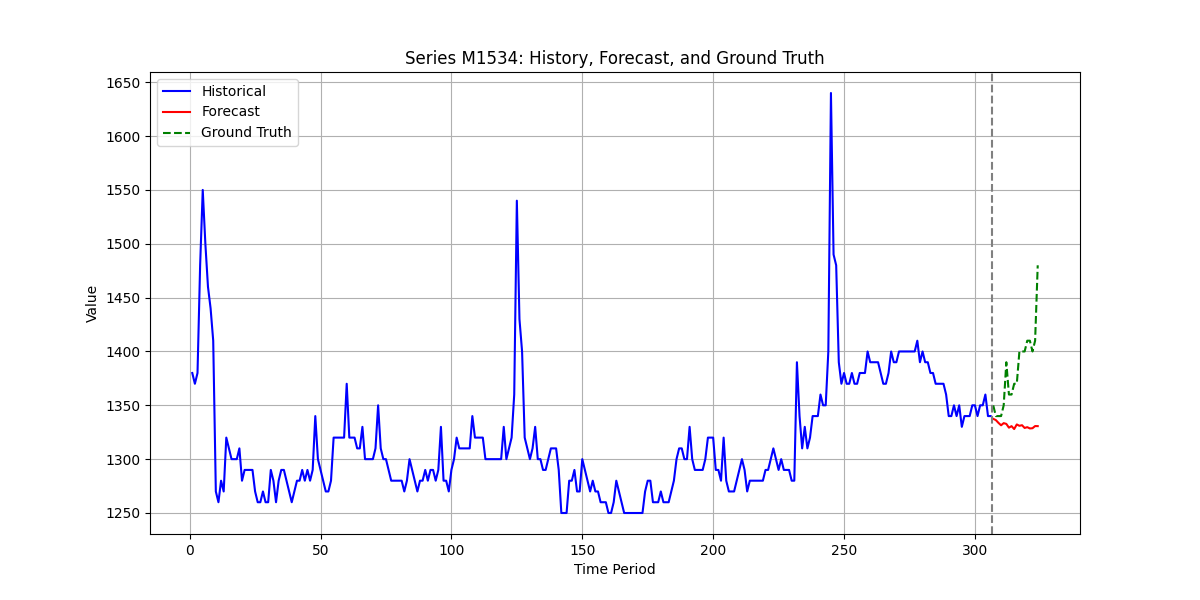 Series M1534: History, Forecast, and Ground Truth
Historical
Forecast
Ground Truth
Value
1650
1600
1550
1500
1450
1400
1350
1300
1250
0 50 100 150 200 250 300
Time Period